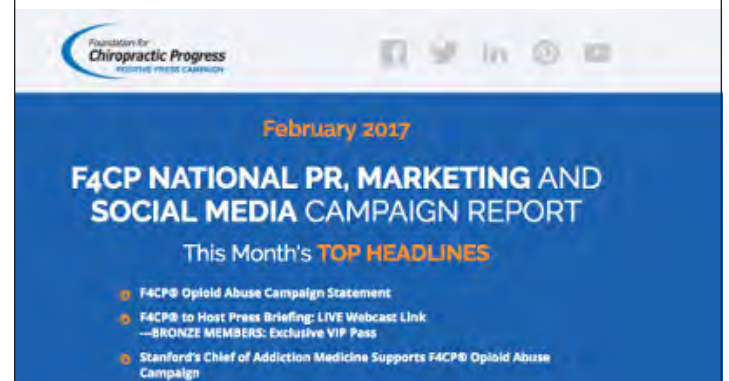 Foundation for
Chiropractic Progress
POSITIVE PRESS CAMPAIGN
February 2017
F4CP NATIONAL PR, MARKETING AND
SOCIAL MEDIA CAMPAIGN REPORT
This Month's TOP HEADLINES
F4CP® Opioid Abuse Campaign Statement
F4CP® to Host Press Briefing: LIVE Webcast Link
---BRONZE MEMBERS: Exclusive VIP Pass
Stanford's Chief of Addiction Medicine Supports F4CP® Opioid Abuse
Campaign